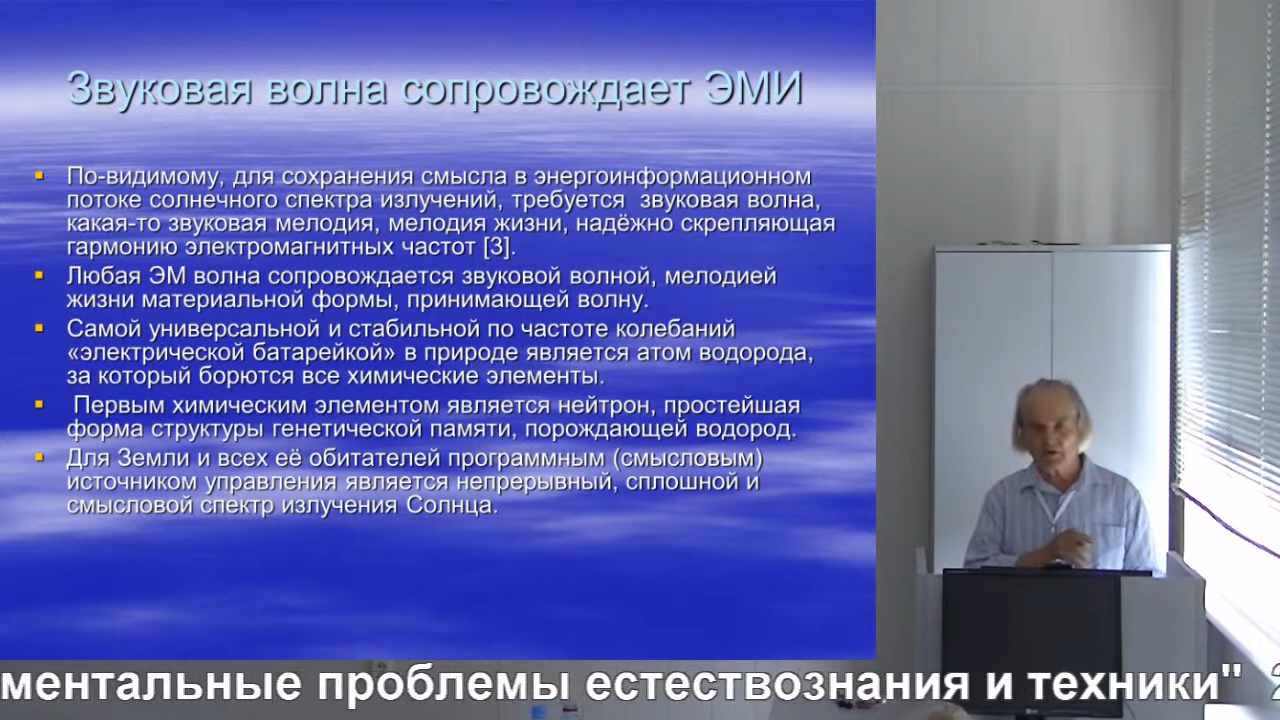 Звуковая волна сопровождает ЭМИ
По-видимому, для сохранения смысла в энергоинформационном
потоке солнечного спектра излучений, требуется звуковая волна,
какая-то звуковая мелодия, мелодия жизни, надёжно скрепляющая
гармонию электромагнитных частот [3].
Любая ЭМ волна сопровождается звуковой волной, мелодией
жизни материальной формы, принимающей волну.
Самой универсальной и стабильной по частоте колебаний
«электрической батарейкой» в природе является атом водорода,
за который борются все химические элементы.
Первым химическим элементом является нейтрон, простейшая
форма структуры генетической памяти, порождающей водород.
Для Земли и всех её обитателей программным (смысловым)
источником управления является непрерывный, сплошной и
смысловой спектр излучения Солнца.
ментальные проблемы естествознания и техники"